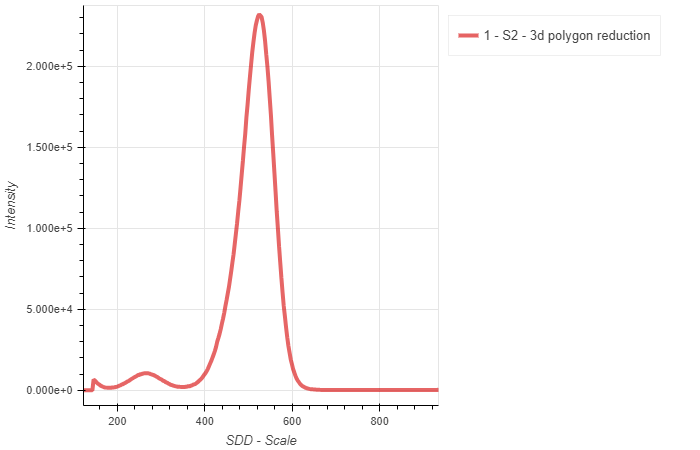 1 - S2 - 3d polygon reduction
2.000e+5
1.500e+5
1.000e+5
5.000e+4
0.000e+0
Intensity
200 400 600 800
SDD - Scale